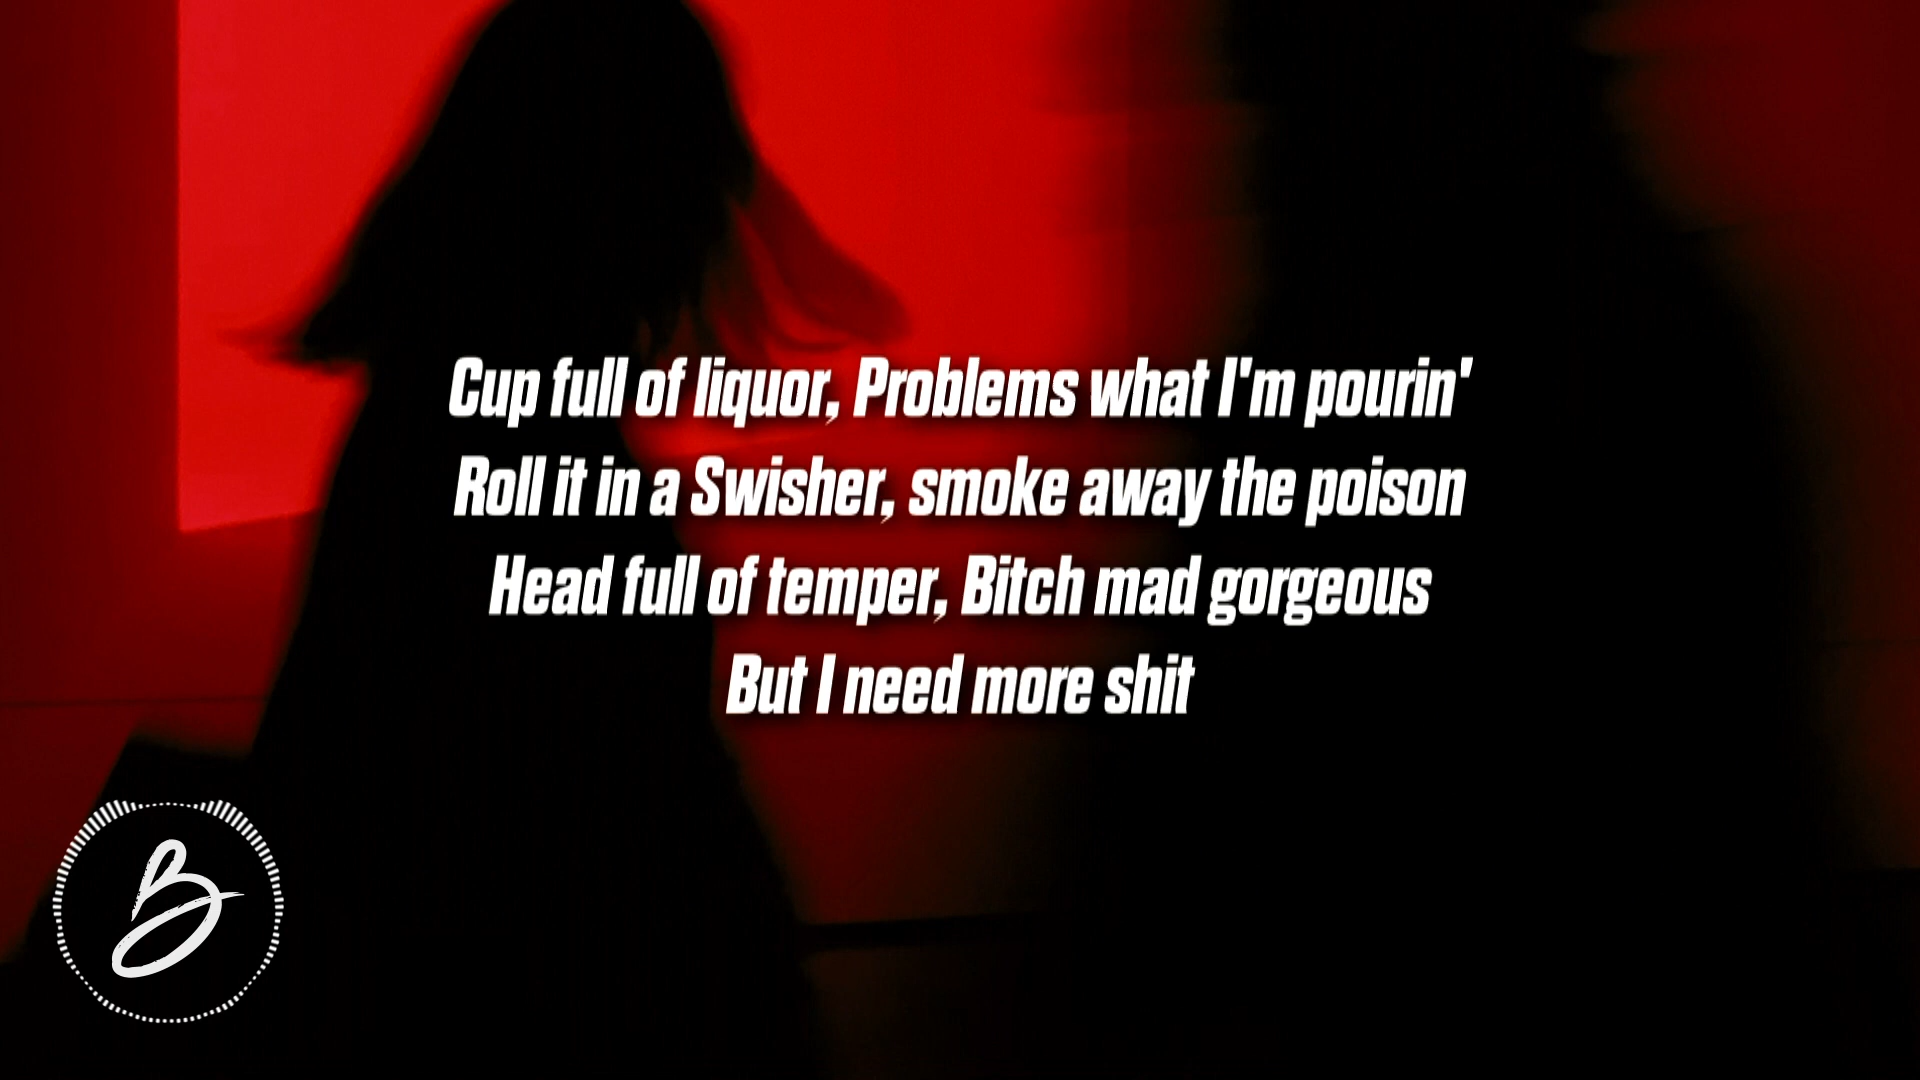 Cup full of liquor, Problems what I'm pourin'
Roll it in a Swisher, smoke away the poison
Head full of temper, Bitch mad gorgeous
But I need more shit
B